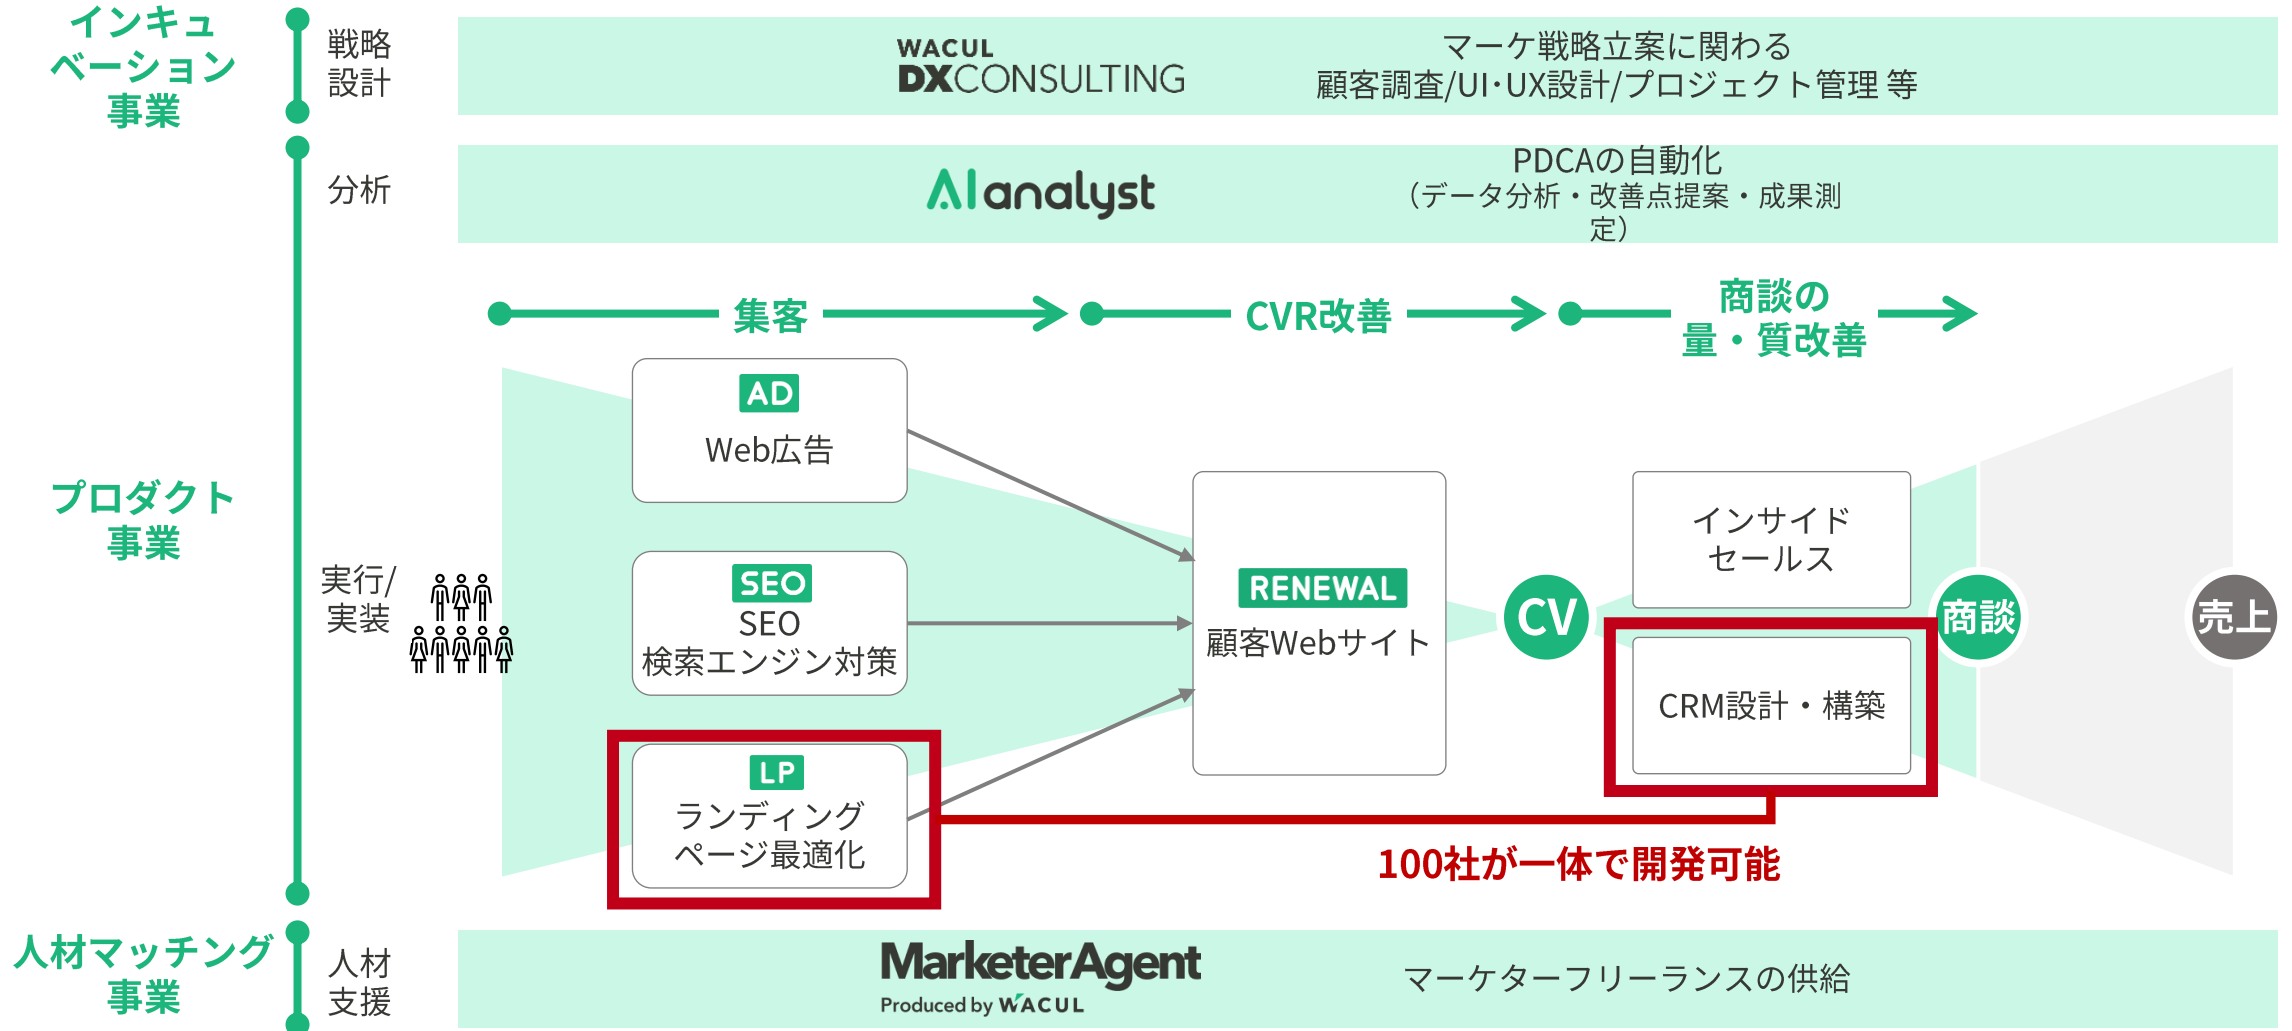 インキュ
ベーション
事業
戦略
設計
WACUL
DXCONSULTING
マーケ戦略立案に関わる
顧客調査/UI･UX設計/プロジェクト管理 等
分析
AI analyst
PDCAの自動化
（データ分析・改善点提案・成果測
定）
集客
CVR改善
商談の
量・質改善
プロダクト
事業
実行/
実装
AD
Web広告
SEO
SEO
検索エンジン対策
LP
ランディング
ページ最適化
RENEWAL
顧客Webサイト
CV
インサイド
セールス
CRM設計・構築
商談
売上
100社が一体で開発可能
人材マッチング
事業
人材
支援
MarketerAgent
Produced by WACUL
マーケターフリーランスの供給